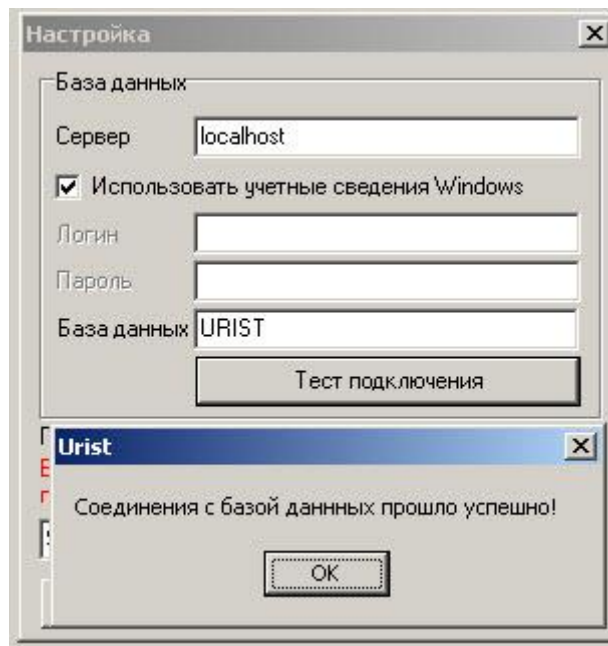 Настройка
База данных
Сервер localhost
Использовать учетные сведения Windows
Логин
Пароль
База данных URIST
Тест подключения
Urist
Соединения с базой даннных прошло успешно!
OK